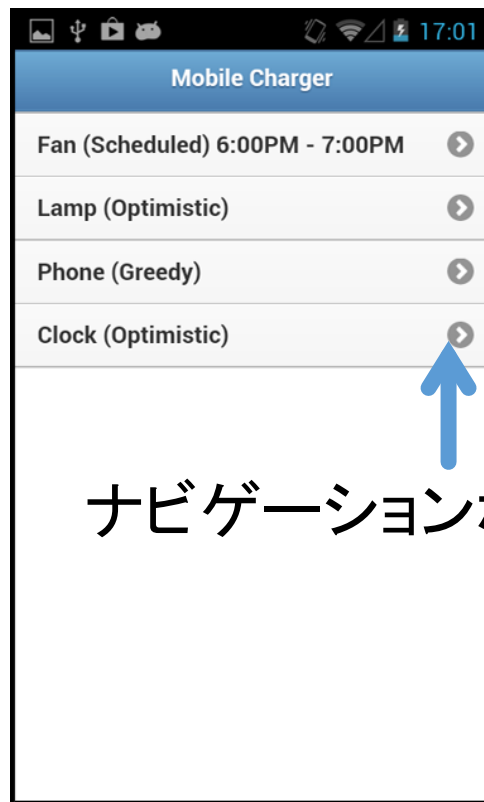 17:01
Mobile Charger
Fan (Scheduled) 6:00PM - 7:00PM
Lamp (Optimistic)
Phone (Greedy)
Clock (Optimistic)
ナビゲーション